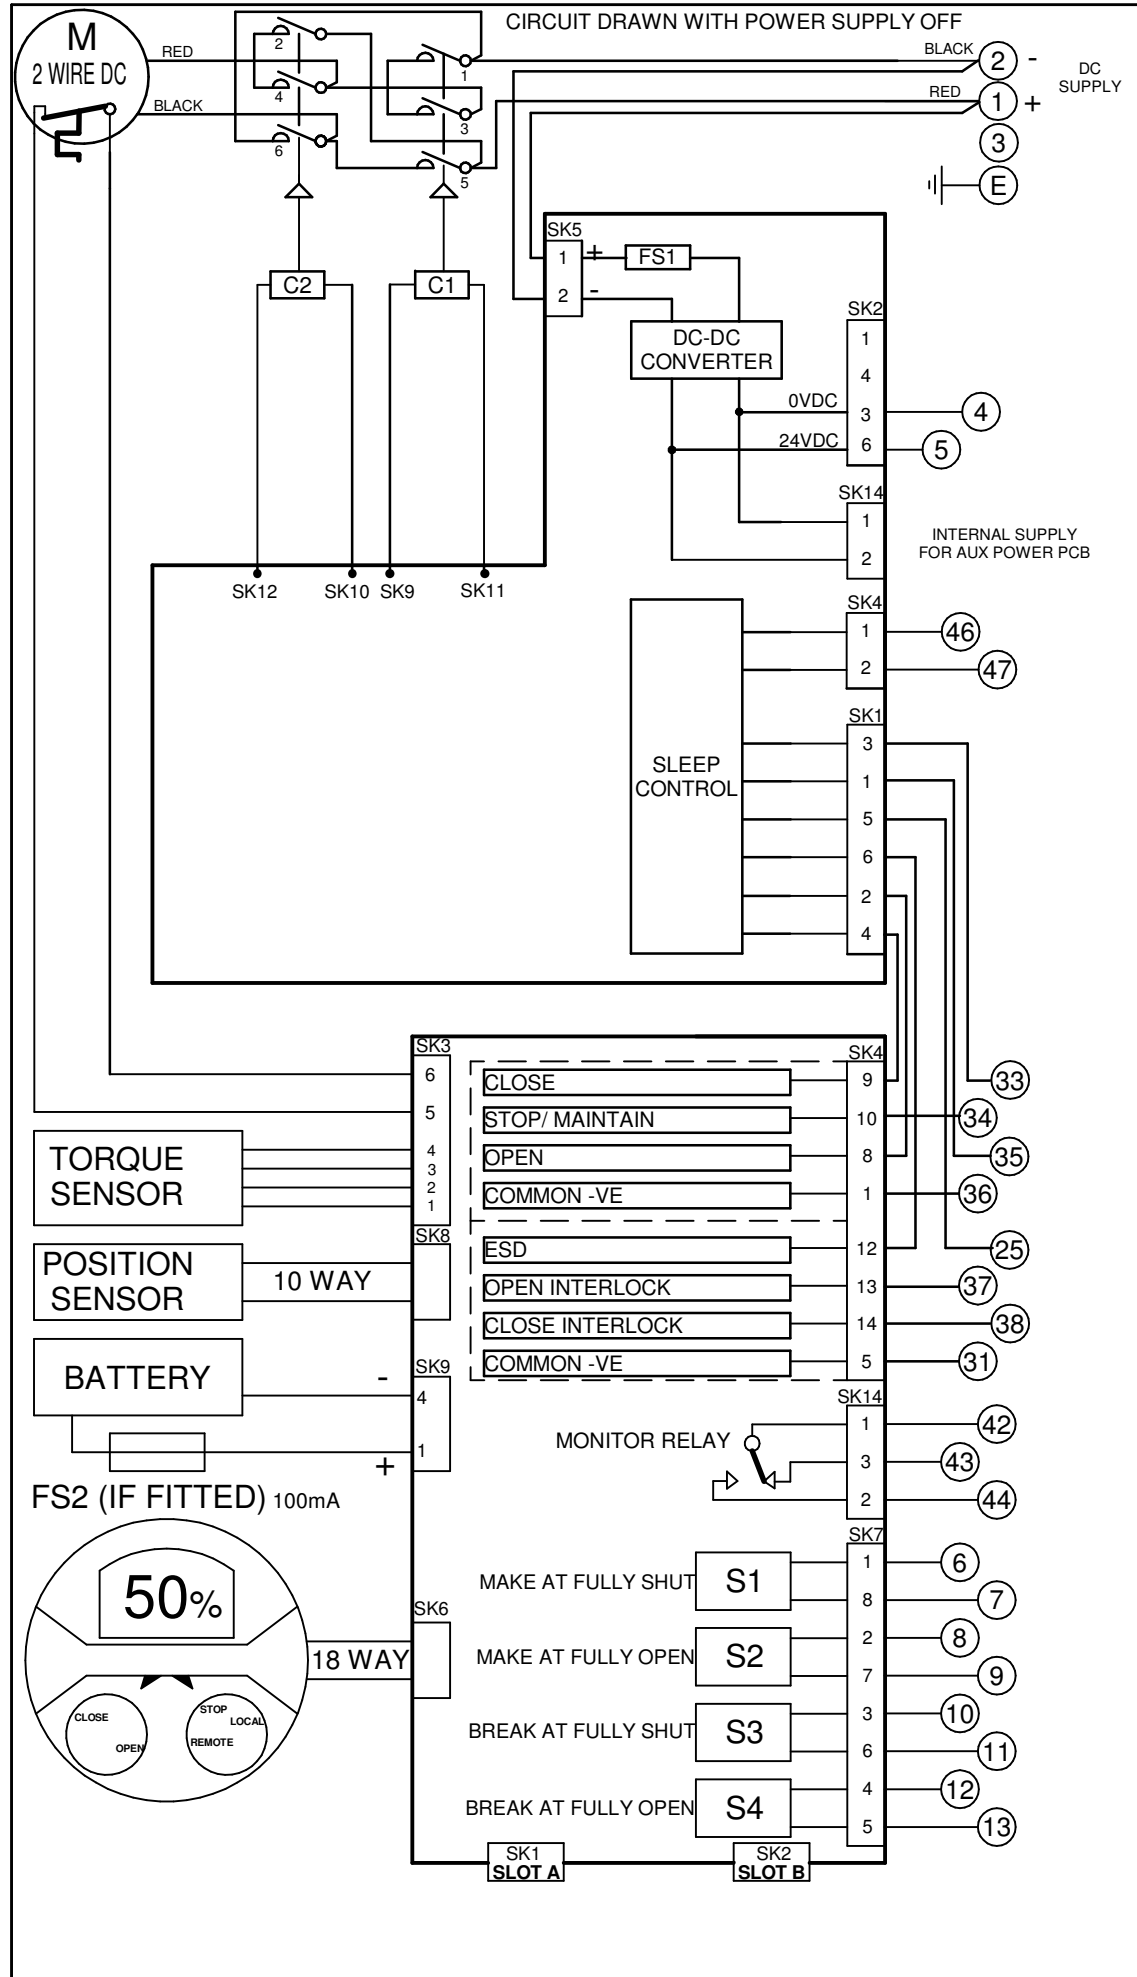 CIRCUIT DRAWN WITH POWER SUPPLY OFF
M
2 WIRE DC
RED
BLACK
2
4
6
1
3
5
BLACK
2 -
RED
1 +
DC
SUPPLY
3
E
C2
C1
SK12
SK10
SK9
SK11
SK5
1 +
2 -
FS1
DC-DC
CONVERTER
0VDC
24VDC
SK2
1
4
3
6
4
5
SK14
1
2
INTERNAL SUPPLY
FOR AUX POWER PCB
SLEEP
CONTROL
SK4
1
2
46
47
SK1
3
1
5
6
2
4
SK3
6
5
4
3
2
1
TORQUE
SENSOR
POSITION
SENSOR
10 WAY
SK8
BATTERY
-
+
SK9
4
1
FS2 (IF FITTED) 100mA
50%
CLOSE
OPEN
STOP
LOCAL
REMOTE
18 WAY
SK6
SK4
CLOSE 9 33
STOP/ MAINTAIN 10 34
OPEN 8 35
COMMON -VE 1 36
ESD 12 25
OPEN INTERLOCK 13 37
CLOSE INTERLOCK 14 38
COMMON -VE 5 31
SK14
MONITOR RELAY
1 42
3 43
2 44
SK7
MAKE AT FULLY SHUT S1
1 6
8 7
MAKE AT FULLY OPEN S2
2 8
7 9
BREAK AT FULLY SHUT S3
3 10
6 11
BREAK AT FULLY OPEN S4
4 12
5 13
SK1
SLOT A
SK2
SLOT B